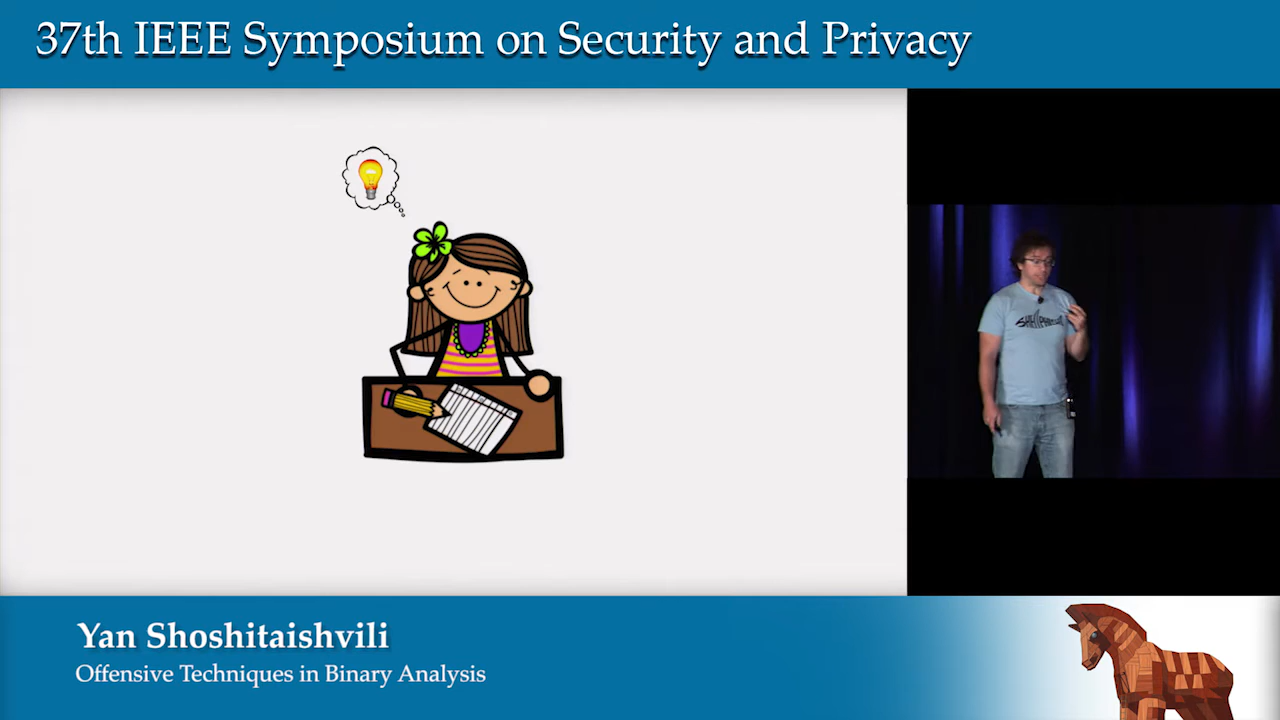 37th IEEE Symposium on Security and Privacy
Yan Shoshitaishvili
Offensive Techniques in Binary Analysis